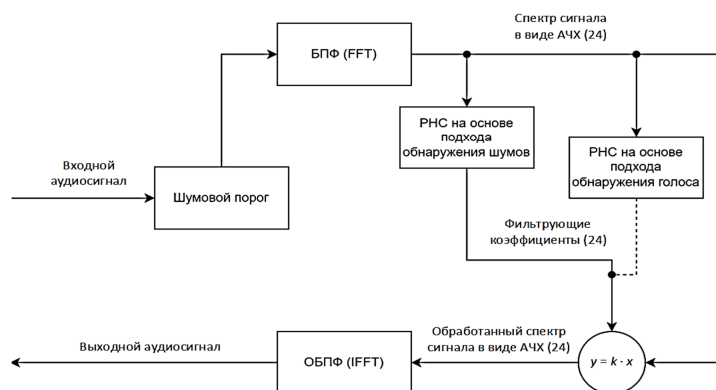 Спектр сигнала
в виде АЧХ (24)
БПФ (FFT)
РНС на основе
подхода
обнаружения шумов
РНС на основе
подхода
обнаружения голоса
Входной
аудиосигнал
Шумовой порог
Фильтрующие
коэффициенты (24)
Выходной аудиосигнал
ОБПФ (IFFT)
Обработанный спектр
сигнала в виде АЧХ (24)
y = k · x